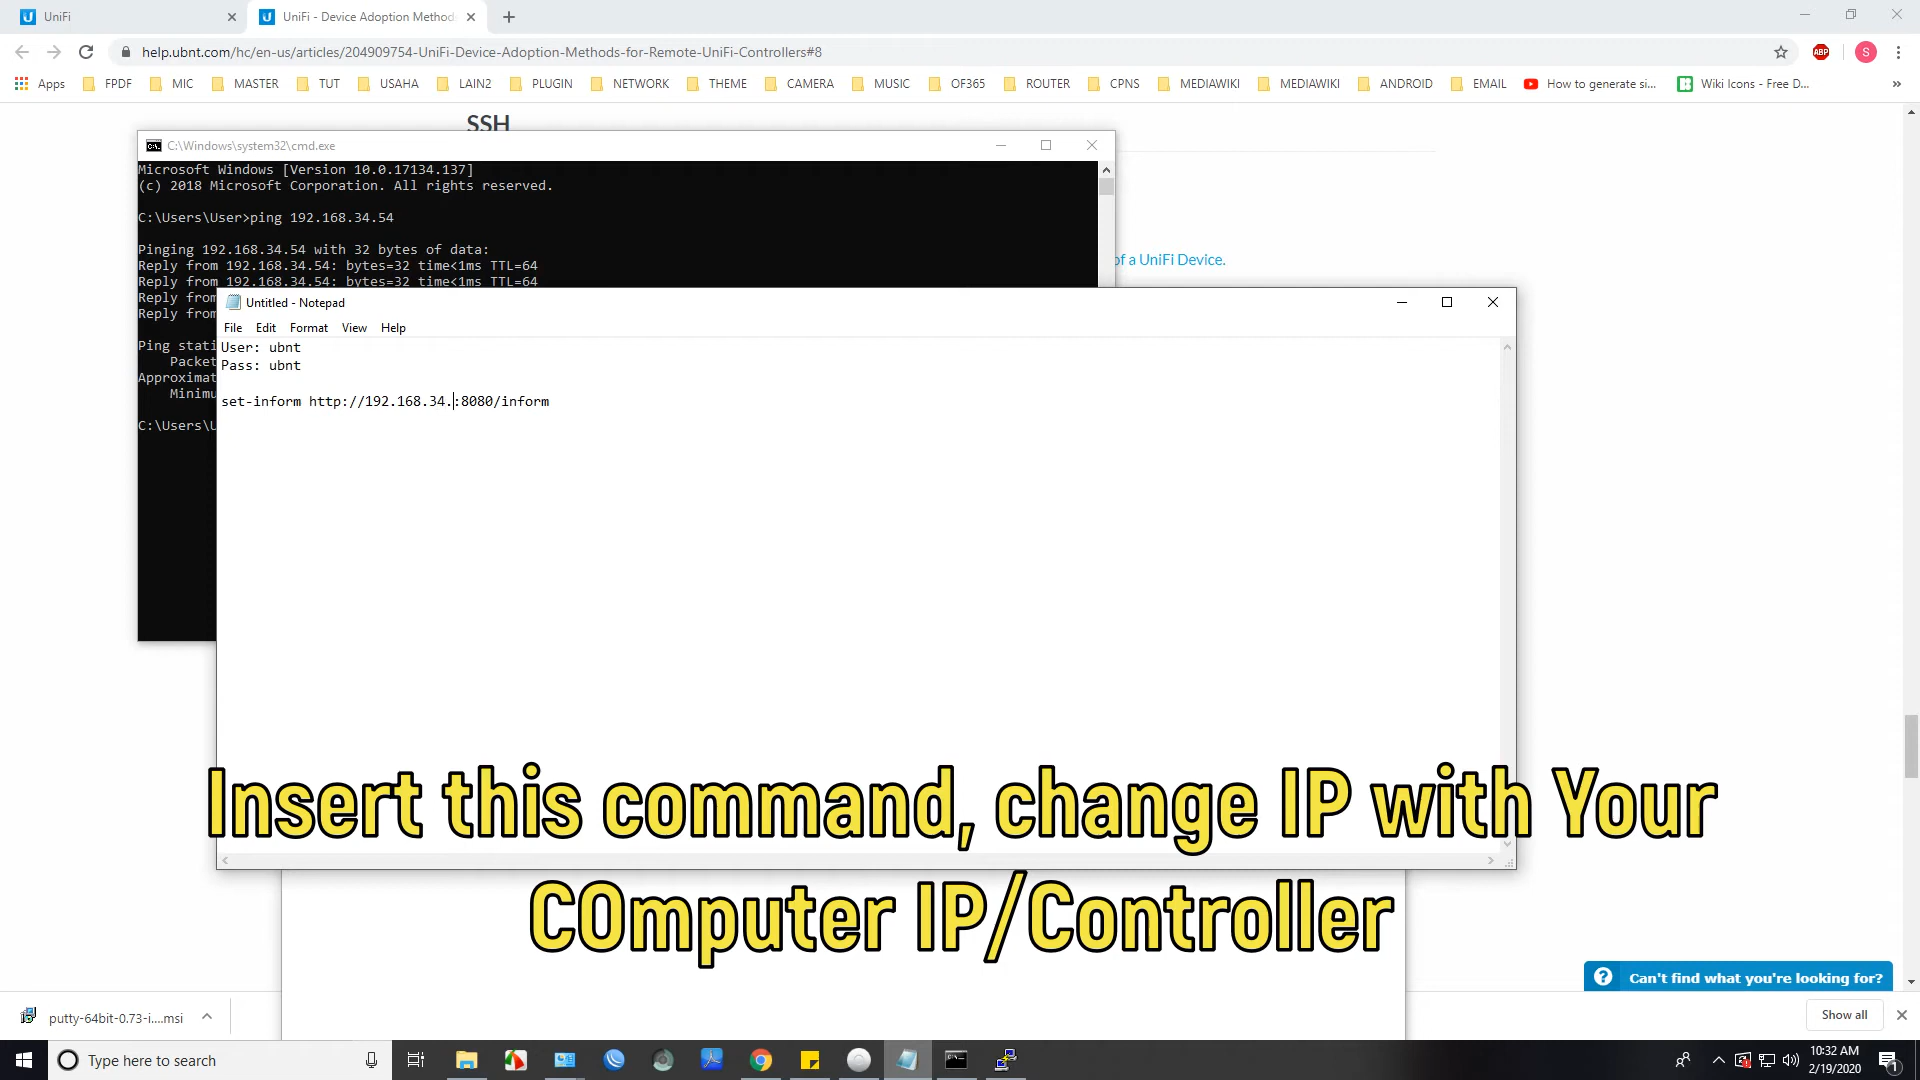 UniFi
UniFi - Device Adoption Methods
help.ubnt.com/hc/en-us/articles/204909754-UniFi-Device-Adoption-Methods-for-Remote-UniFi-Controllers#8
ABP
S
Apps
FPDF
MIC
MASTER
TUT
USAHA
LAIN2
PLUGIN
NETWORK
THEME
CAMERA
MUSIC
OF365
ROUTER
CPNS
MEDIAWIKI
MEDIAWIKI
ANDROID
EMAIL
How to generate si...
Wiki Icons - Free D...
»
SSH
C:\Windows\system32\cmd.exe
Microsoft Windows [Version 10.0.17134.137]
(c) 2018 Microsoft Corporation. All rights reserved.
C:\Users\User>ping 192.168.34.54
Pinging 192.168.34.54 with 32 bytes of data:
Reply from 192.168.34.54: bytes=32 time<1ms TTL=64
Reply from 192.168.34.54: bytes=32 time<1ms TTL=64
Reply from
Reply from
Ping stati
Packet
Approximat
Minimu
C:\Users\U
of a UniFi Device.
Untitled - Notepad
File Edit Format View Help
User: ubnt
Pass: ubnt
set-inform http://192.168.34.:8080/inform
Insert this command, change IP with Your
COmputer IP/Controller
Can't find what you're looking for?
putty-64bit-0.73-i....msi
Show all
Type here to search
10:32 AM
2/19/2020
1